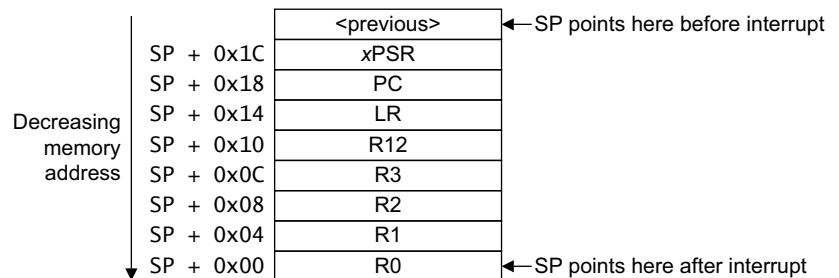 <previous> SP points here before interrupt
SP + 0x1C xPSR
SP + 0x18 PC
SP + 0x14 LR
Decreasing
memory
address
SP + 0x10 R12
SP + 0x0C R3
SP + 0x08 R2
SP + 0x04 R1
SP + 0x00 R0 SP points here after interrupt